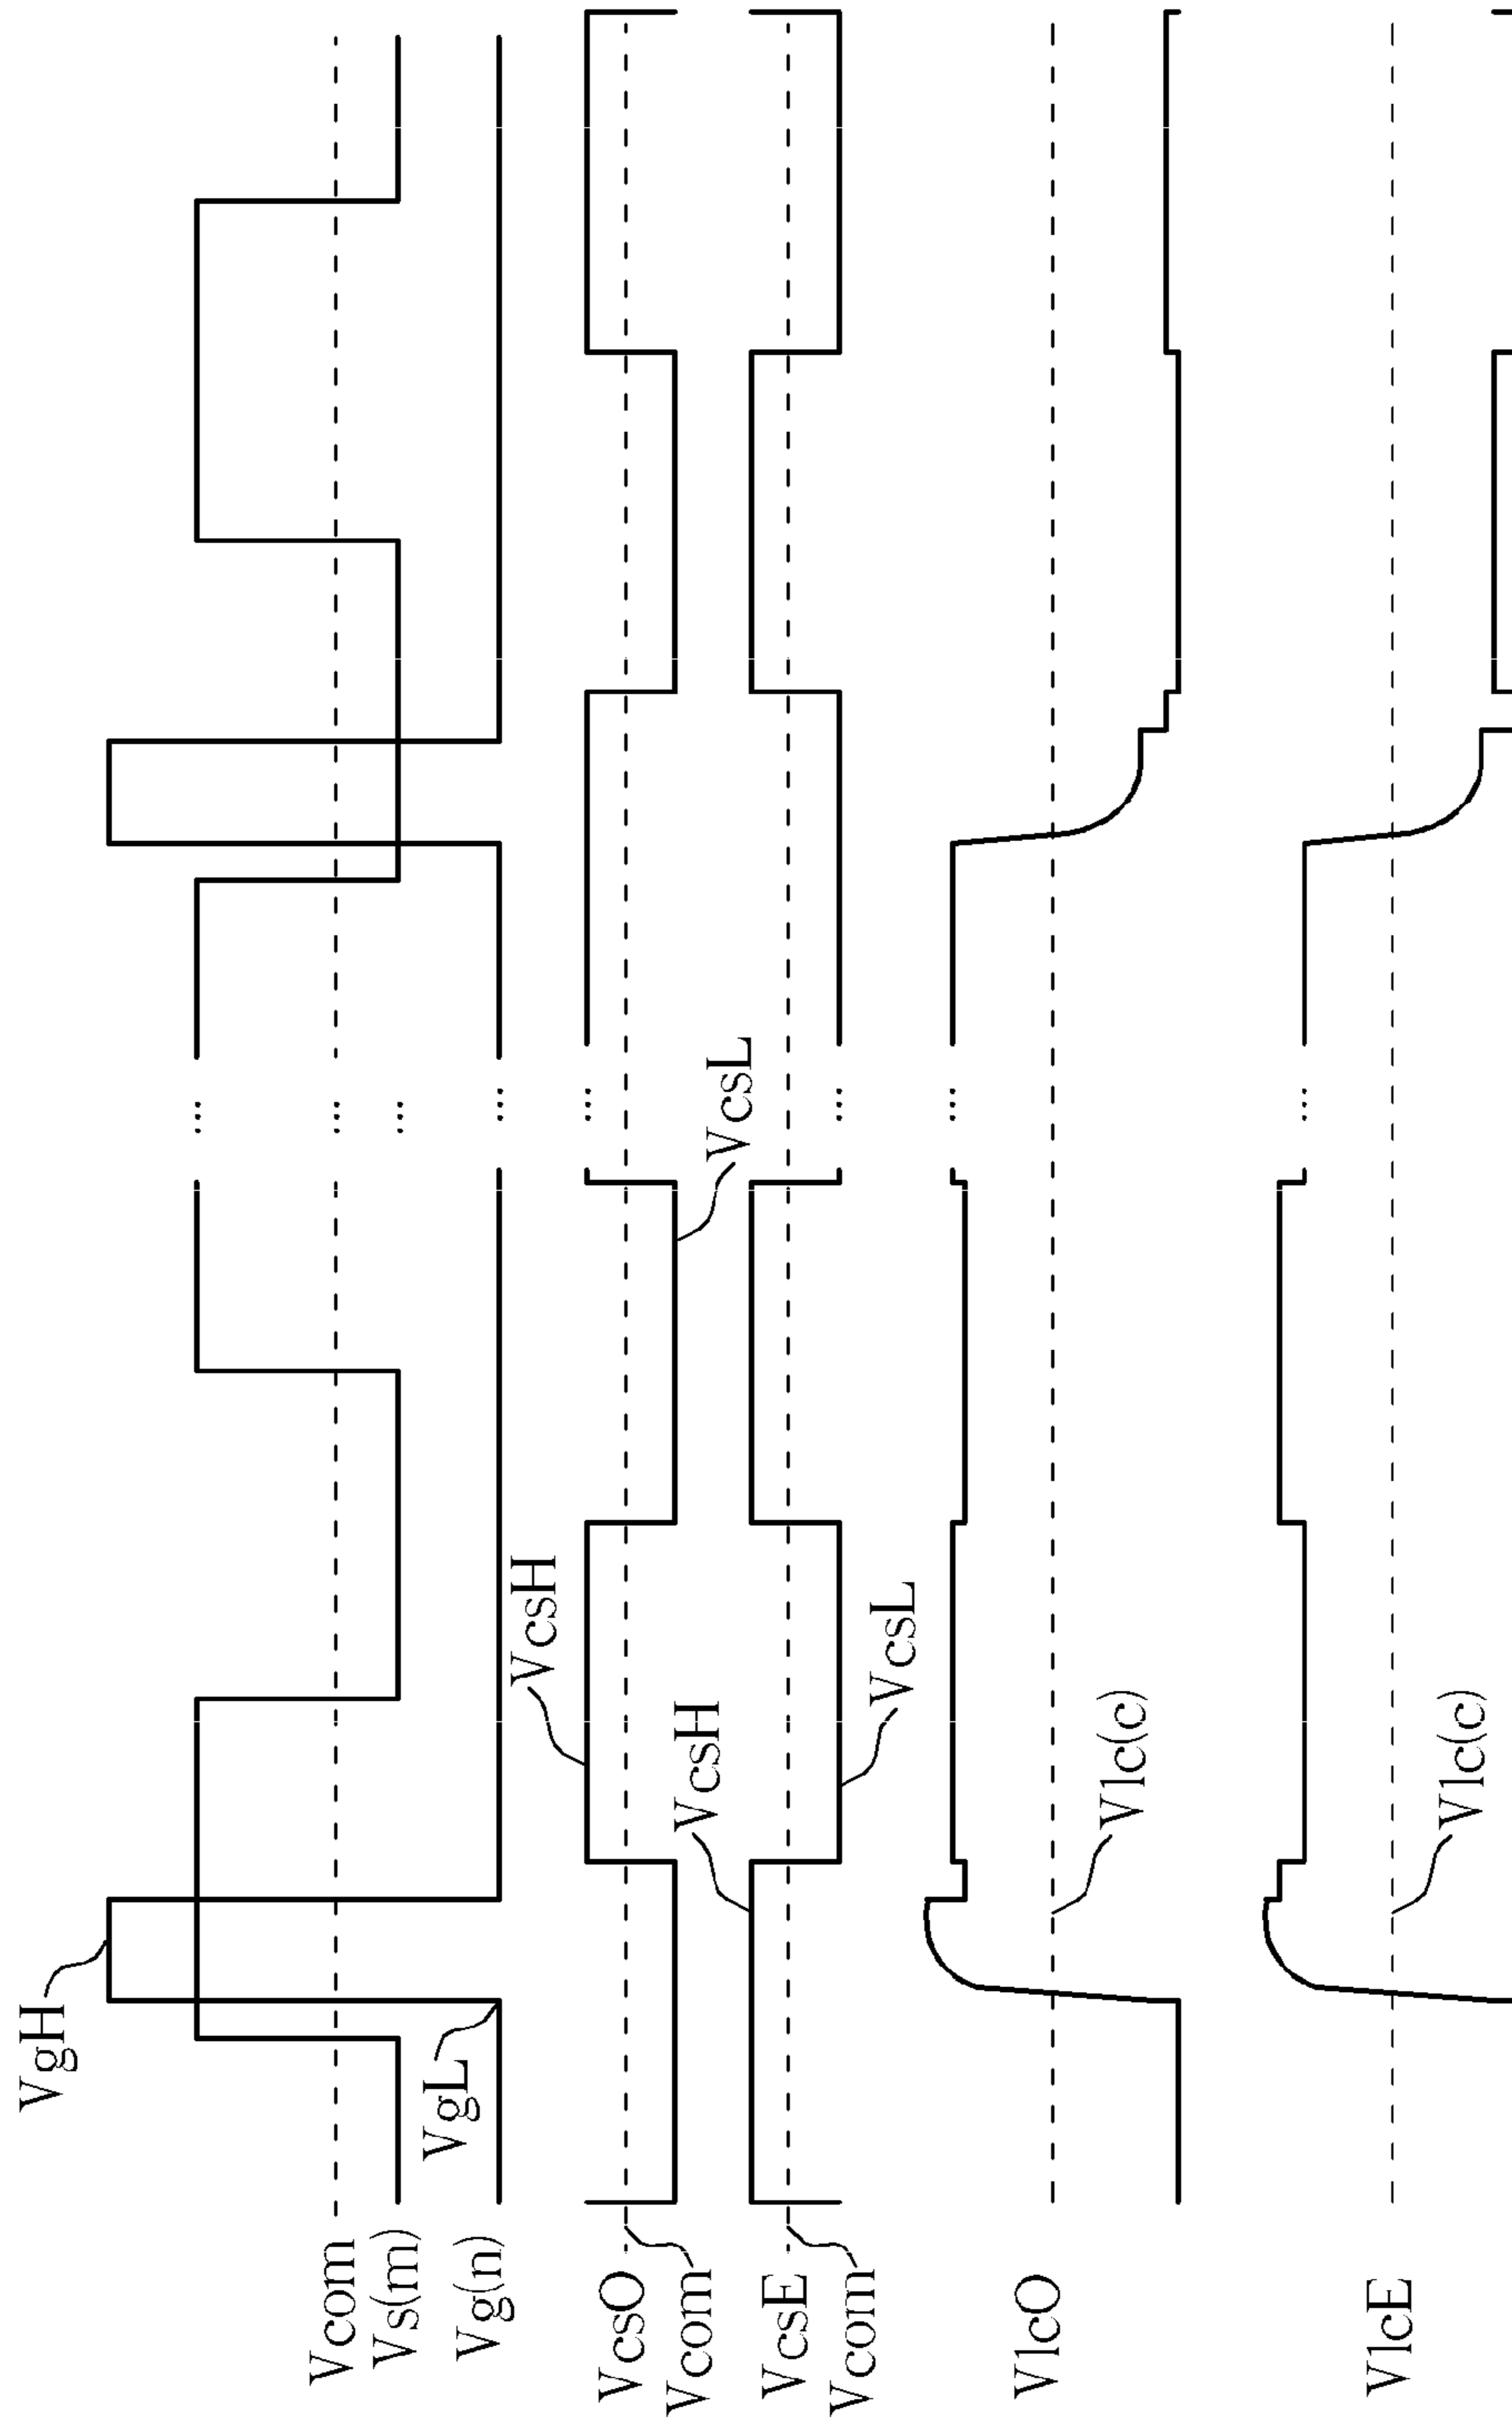 VgH
Vcom
Vs(m)
VgL
Vg(n)
VcsH
VcsO
Vcom
VcsL
VcsH
VcsE
Vcom
VcsL
VlcO
Vlc(c)
VlcE
Vlc(c)